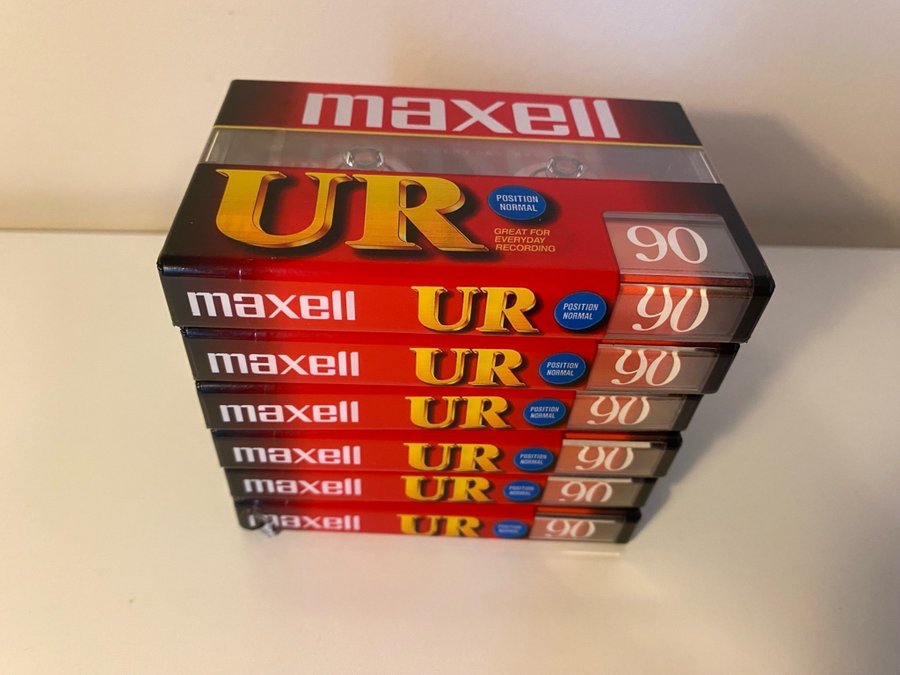 maxell
UR
POSITION
NORMAL
GREAT FOR
EVERYDAY
RECORDING
90
maxell UR POSITION NORMAL 90
maxell UR POSITION NORMAL 90
maxell UR POSITION NORMAL 90
maxell UR POSITION NORMAL 90
maxell UR POSITION NORMAL 90
maxell UR POSITION NORMAL 90